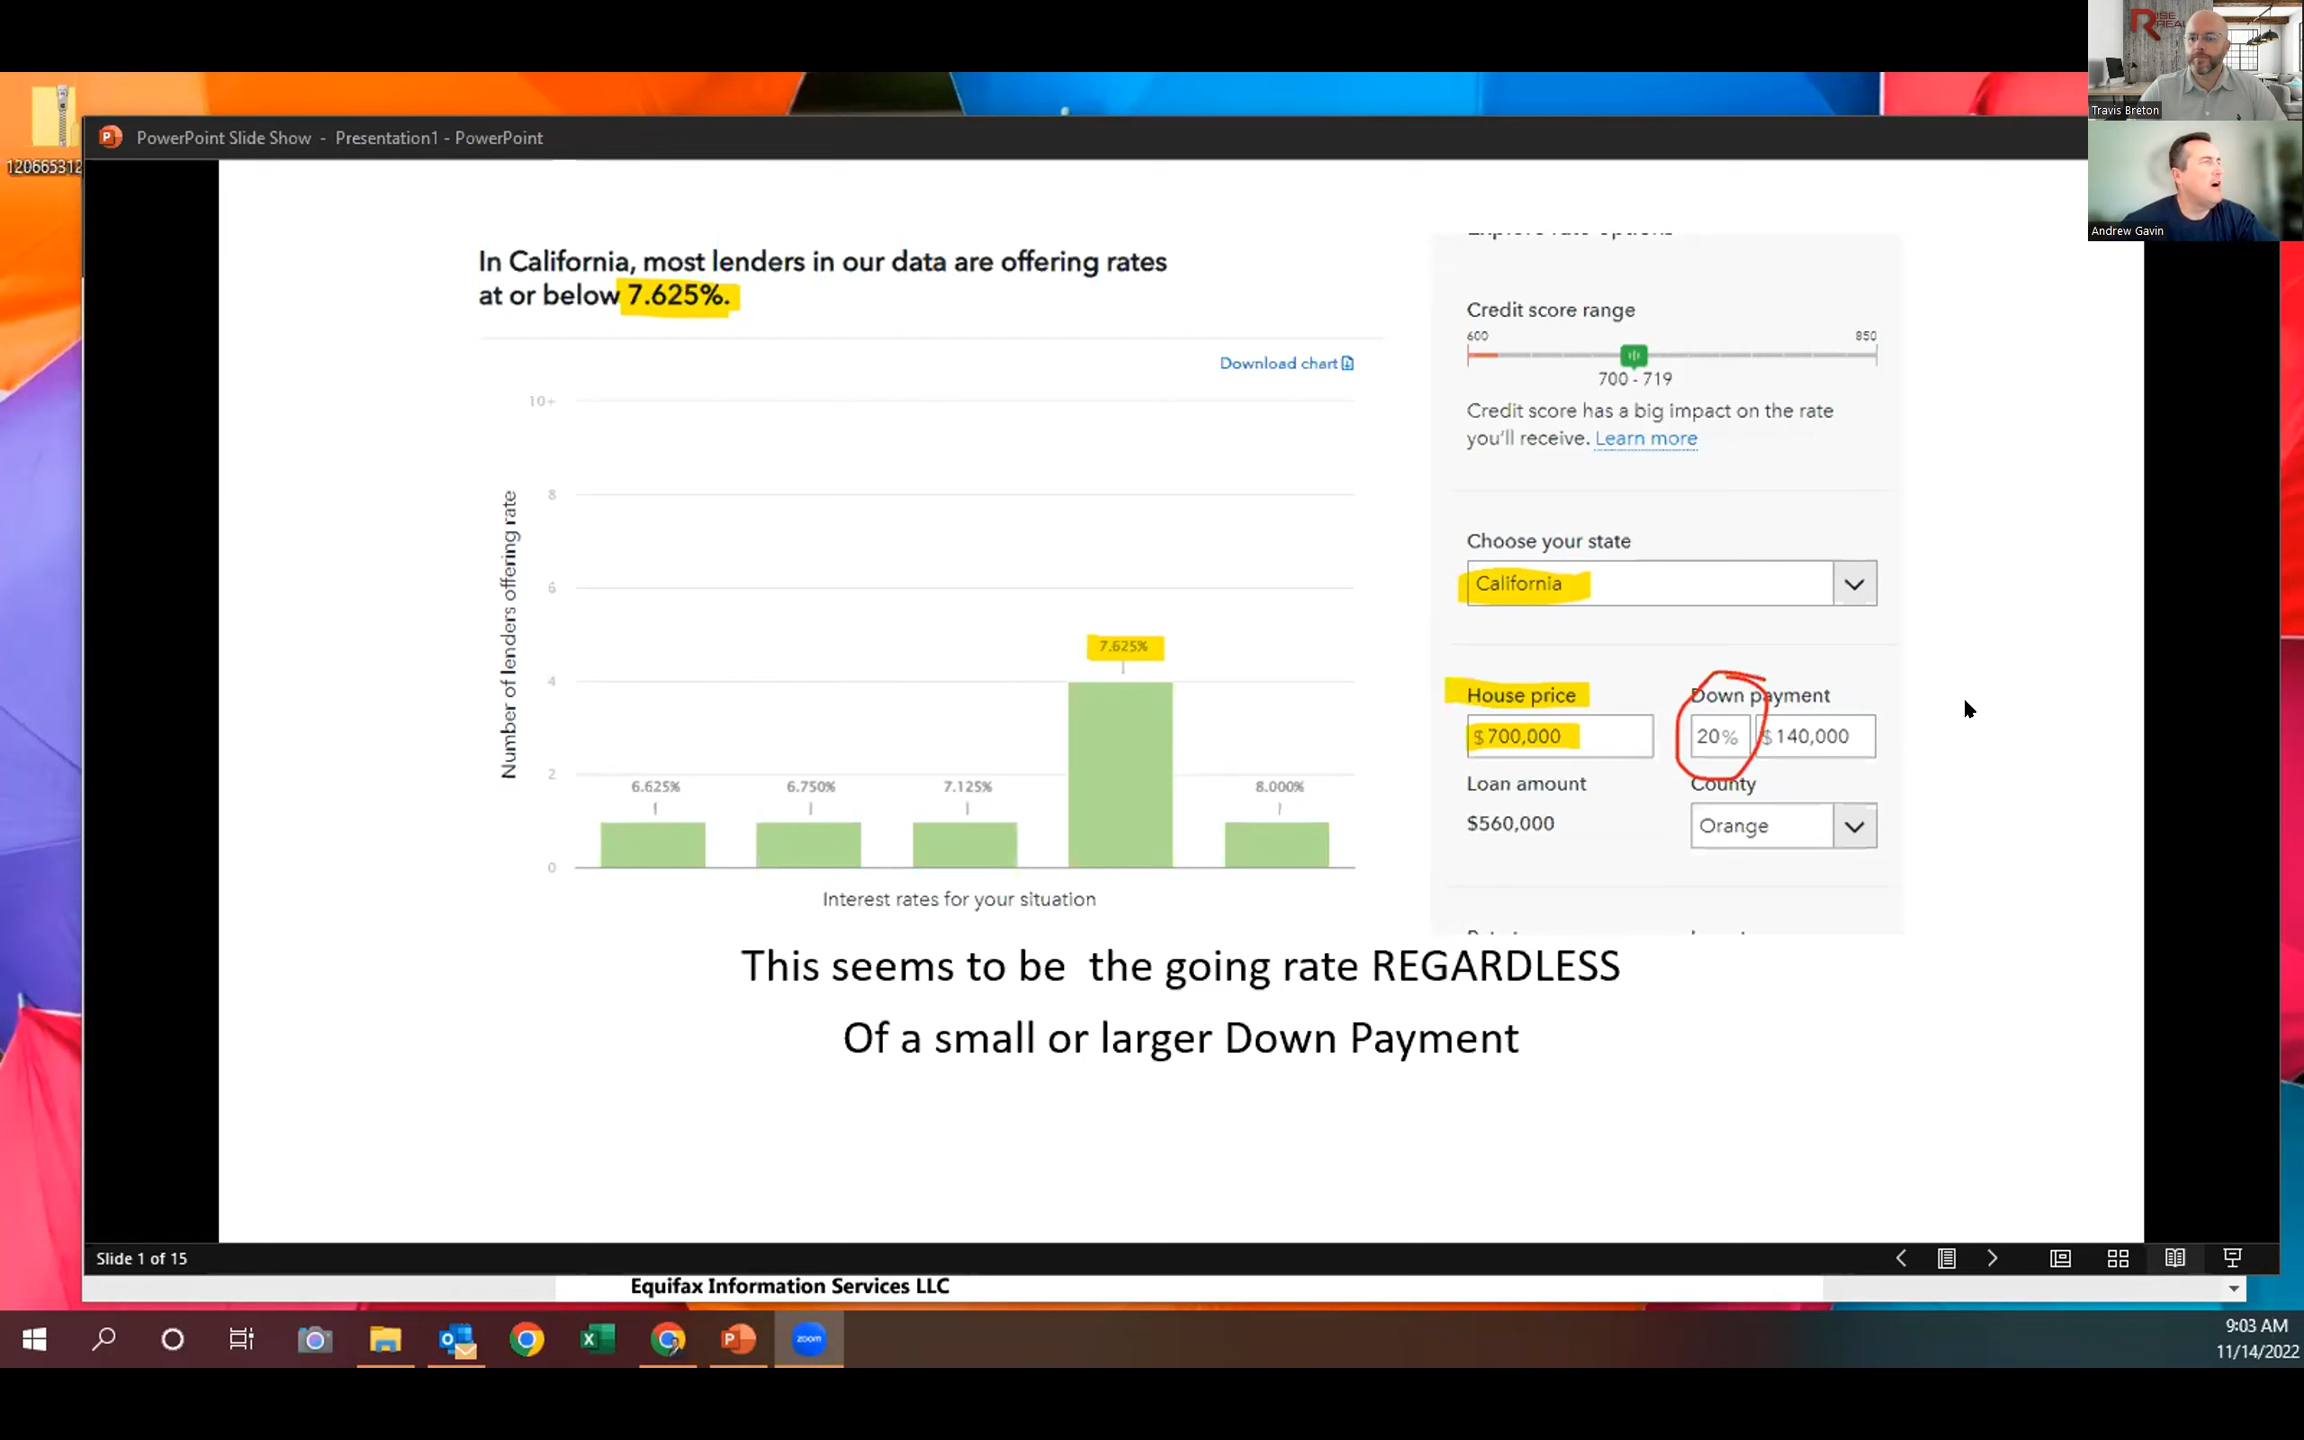 RISE
REAL
Travis Breton
Andrew Gavin
120665312
PowerPoint Slide Show - Presentation1 - PowerPoint
In California, most lenders in our data are offering rates
at or below 7.625%.
Download chart
Number of lenders offering rate
10+
8
6
4
2
0
6.625%
6.750%
7.125%
7.625%
8.000%
Interest rates for your situation
Explore rate options
Credit score range
600
850
700 - 719
Credit score has a big impact on the rate
you'll receive. Learn more
Choose your state
California
House price
Down payment
$ 700,000
20%
$ 140,000
Loan amount
County
$560,000
Orange
This seems to be  the going rate REGARDLESS
Of a small or larger Down Payment
Slide 1 of 15
Equifax Information Services LLC
zoom
9:03 AM
11/14/2022